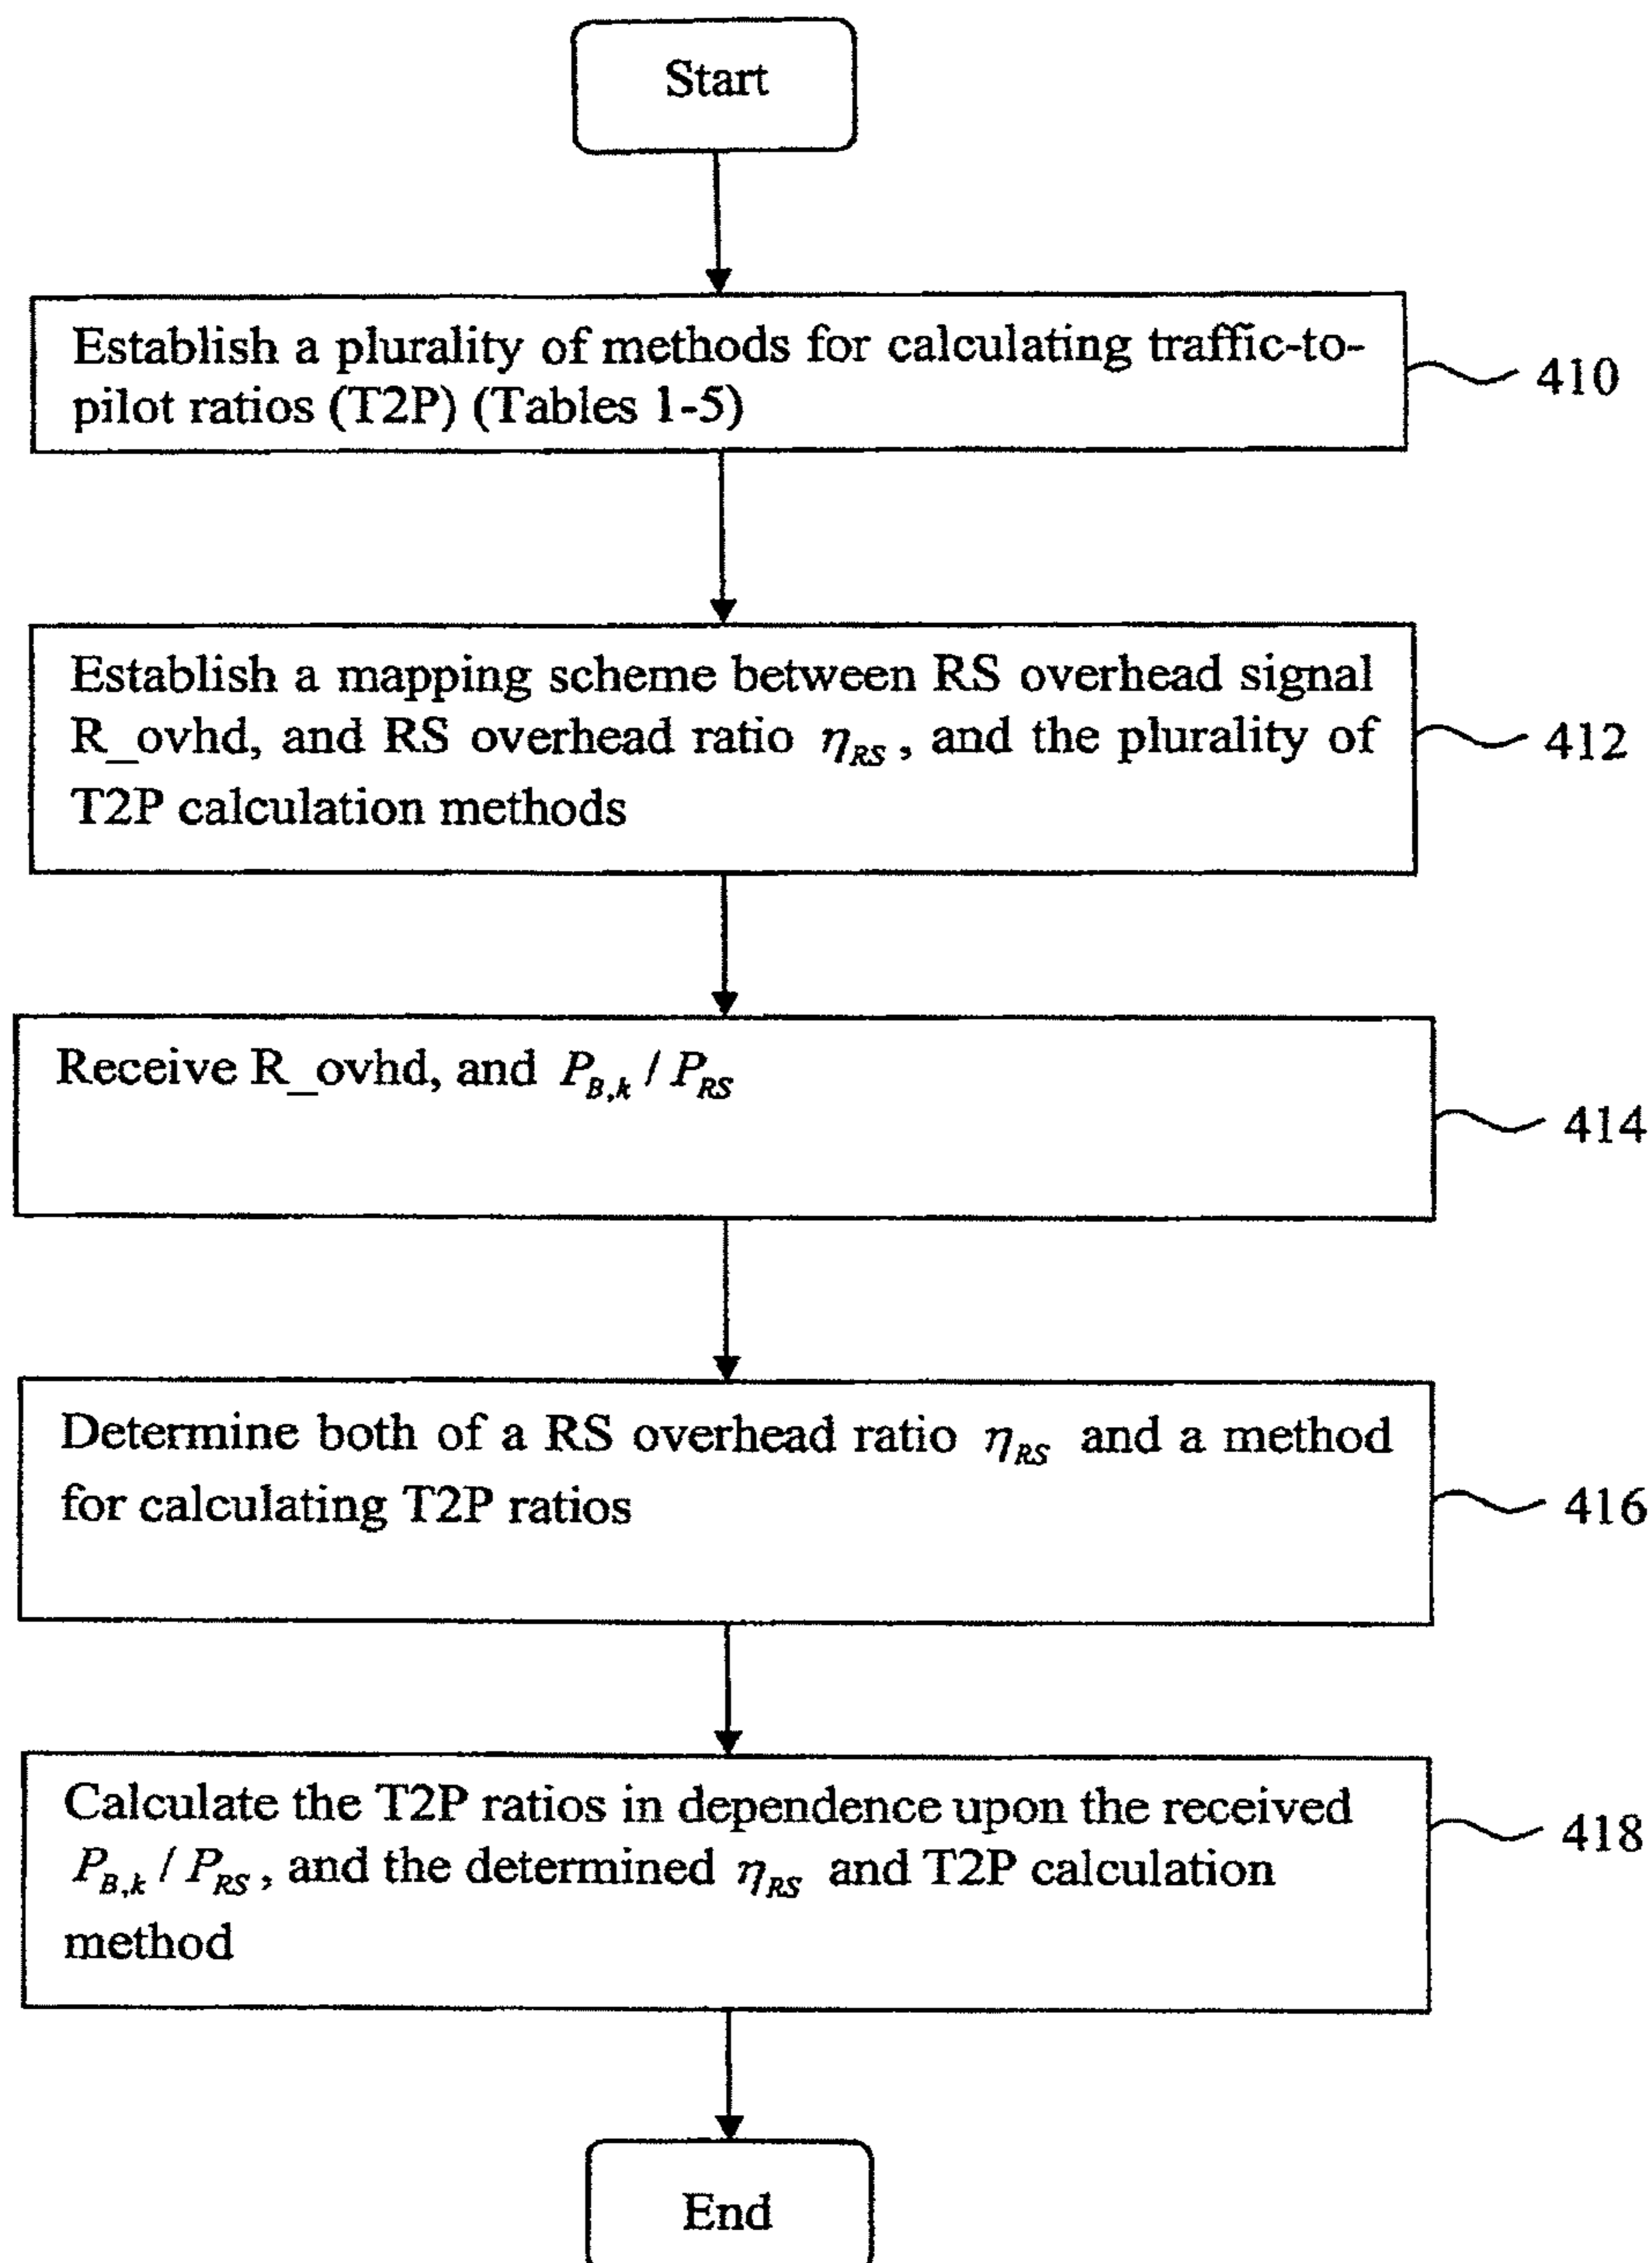 Start
Establish a plurality of methods for calculating traffic-to-
pilot ratios (T2P) (Tables 1-5)
410
Establish a mapping scheme between RS overhead signal
R_ovhd, and RS overhead ratio η_RS, and the plurality of
T2P calculation methods
412
Receive R_ovhd, and P_B,k / P_RS
414
Determine both of a RS overhead ratio η_RS and a method
for calculating T2P ratios
416
Calculate the T2P ratios in dependence upon the received
P_B,k / P_RS, and the determined η_RS and T2P calculation
method
418
End